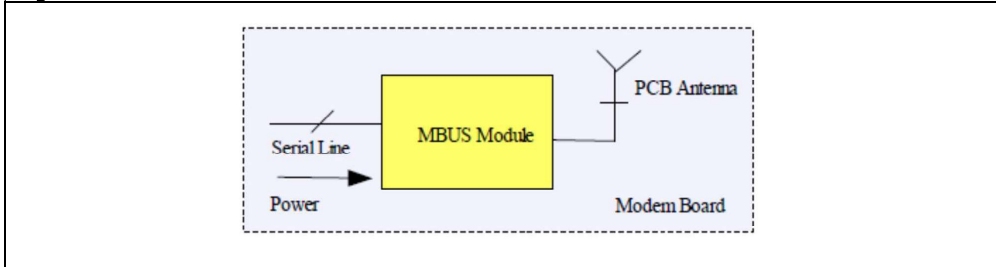 PCB Antenna
MBUS Module
Serial Line
Power
Modem Board